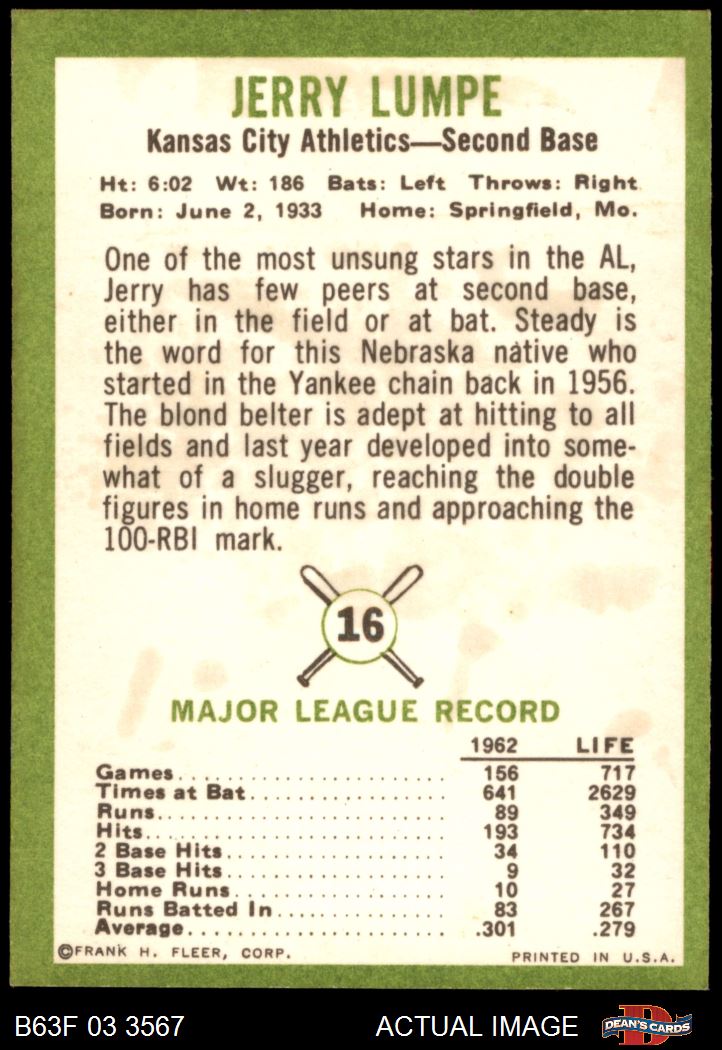 JERRY LUMPE
Kansas City Athletics—Second Base
Ht: 6:02 Wt: 186 Bats: Left Throws: Right
Born: June 2, 1933 Home: Springfield, Mo.
One of the most unsung stars in the AL,
Jerry has few peers at second base,
either in the field or at bat. Steady is
the word for this Nebraska native who
started in the Yankee chain back in 1956.
The blond belter is adept at hitting to all
fields and last year developed into some-
what of a slugger, reaching the double
figures in home runs and approaching the
100-RBI mark.
16
MAJOR LEAGUE RECORD
1962 LIFE
Games 156 717
Times at Bat 641 2629
Runs 89 349
Hits 193 734
2 Base Hits 34 110
3 Base Hits 9 32
Home Runs 10 27
Runs Batted In 83 267
Average .301 .279
©FRANK H. FLEER, CORP. PRINTED IN U.S.A.
B63F 03 3567 ACTUAL IMAGE D DEAN'S CARDS